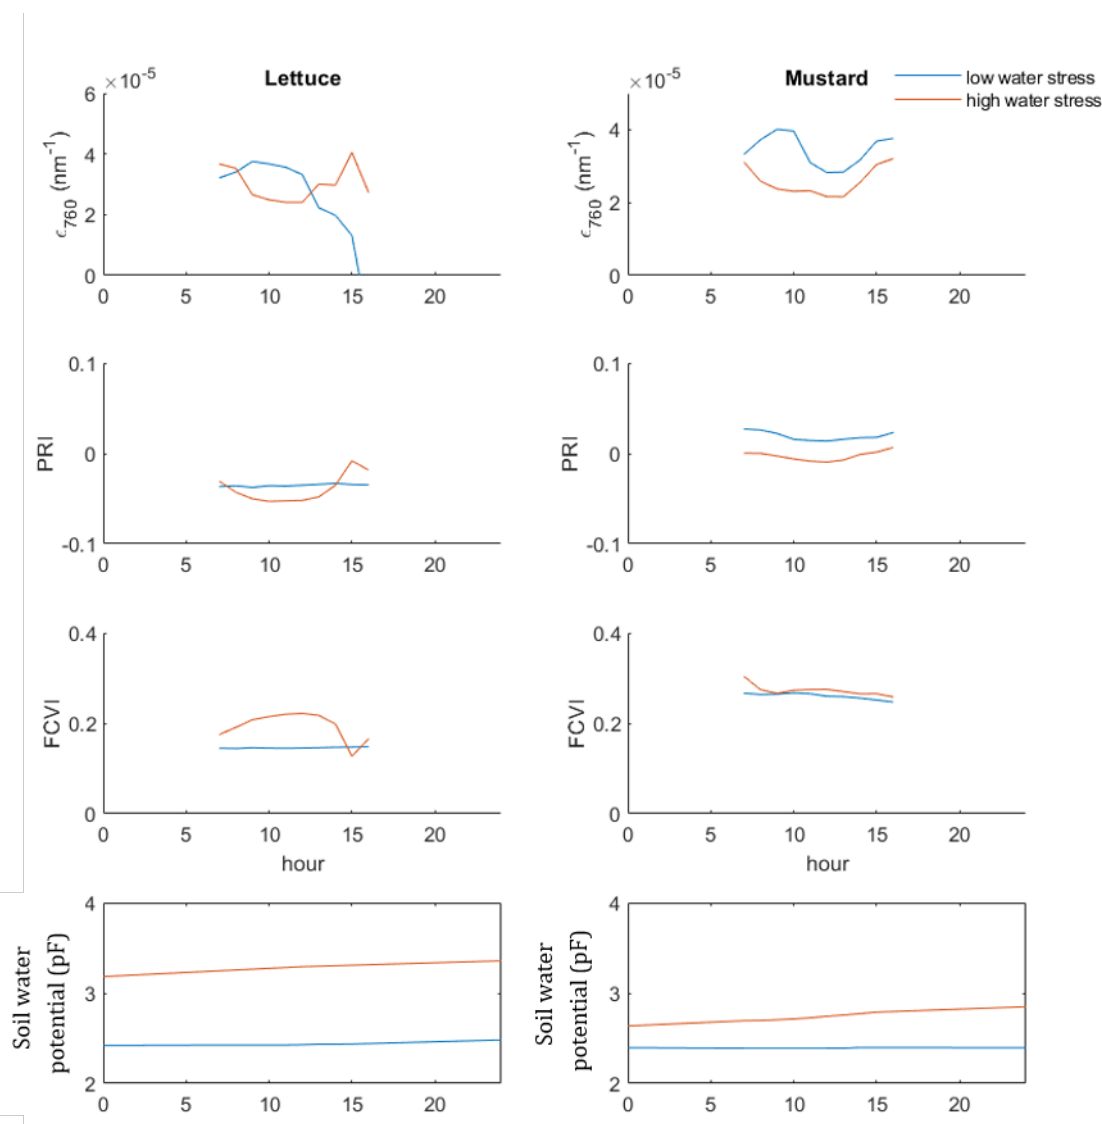 Lettuce
Mustard
low water stress
high water stress
×10-5
6
4
2
0
ϵ760 (nm-1)
0 5 10 15 20
×10-5
4
2
0
ϵ760 (nm-1)
0 5 10 15 20
0.1
0
-0.1
PRI
0 5 10 15 20
0.1
0
-0.1
PRI
0 5 10 15 20
0.4
0.2
0
FCVI
0 5 10 15 20
hour
0.4
0.2
0
FCVI
0 5 10 15 20
hour
4
3
2
Soil water
potential (pF)
0 5 10 15 20
4
3
2
Soil water
potential (pF)
0 5 10 15 20